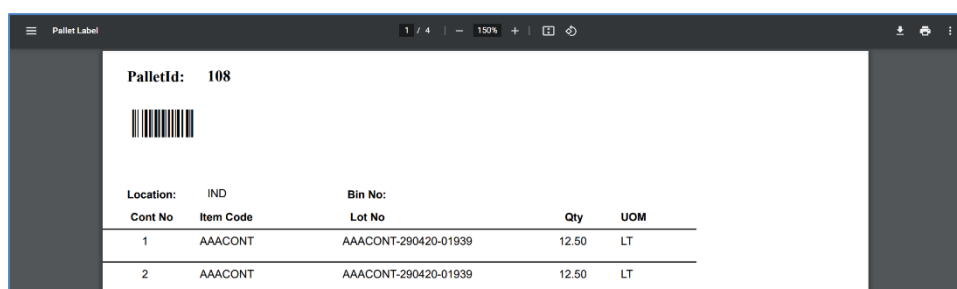 Pallet Label 1 / 4 | − 150% + |
PalletId: 108
Location: IND Bin No:
Cont No Item Code Lot No Qty UOM
1 AAACONT AAACONT-290420-01939 12.50 LT
2 AAACONT AAACONT-290420-01939 12.50 LT